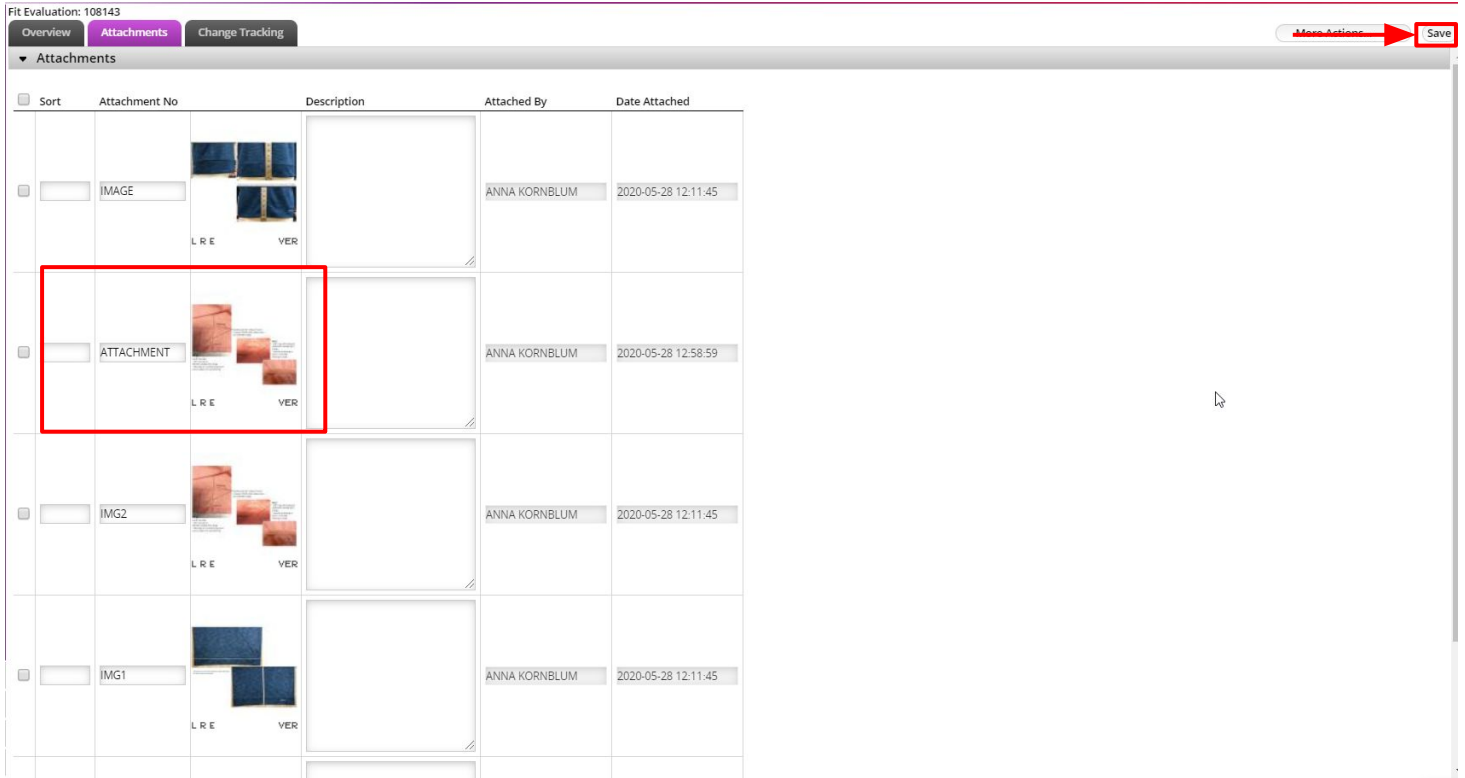 Fit Evaluation: 108143
Overview Attachments Change Tracking More Actions Save
Attachments
Sort Attachment No Description Attached By Date Attached
IMAGE ANNA KORNBLUM 2020-05-28 12:11:45
L R E VER
ATTACHMENT ANNA KORNBLUM 2020-05-28 12:58:59
L R E VER
IMG2 ANNA KORNBLUM 2020-05-28 12:11:45
L R E VER
IMG1 ANNA KORNBLUM 2020-05-28 12:11:45
L R E VER